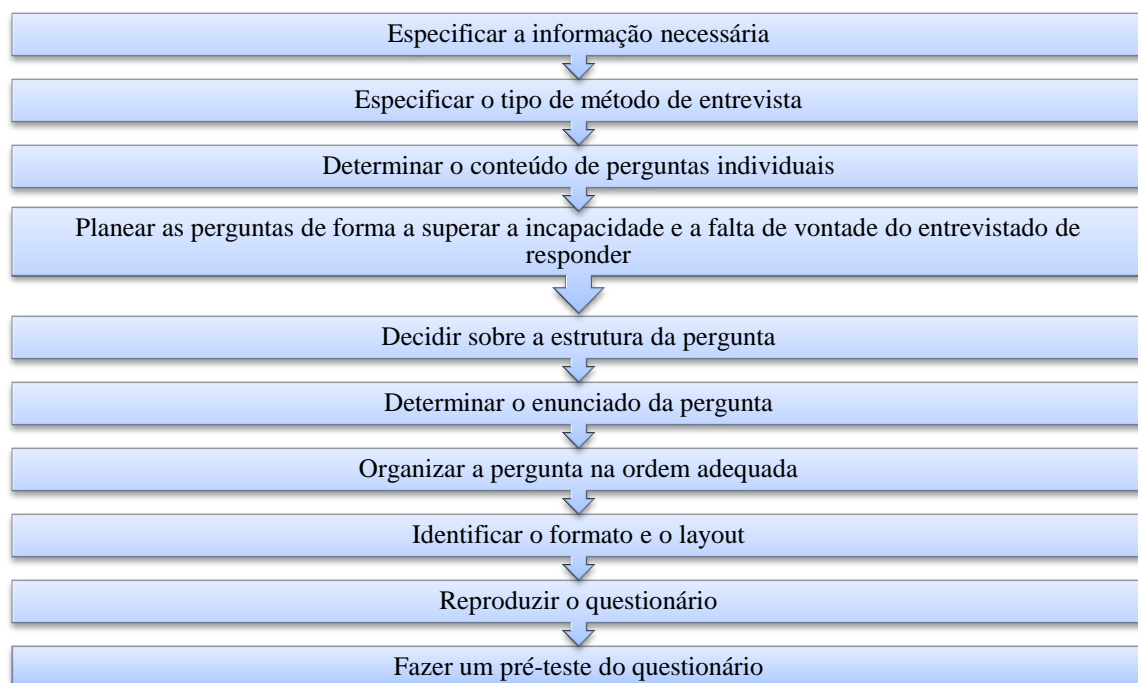 Especificar a informação necessária
Especificar o tipo de método de entrevista
Determinar o conteúdo de perguntas individuais
Planear as perguntas de forma a superar a incapacidade e a falta de vontade do entrevistado de
responder
Decidir sobre a estrutura da pergunta
Determinar o enunciado da pergunta
Organizar a pergunta na ordem adequada
Identificar o formato e o layout
Reproduzir o questionário
Fazer um pré-teste do questionário